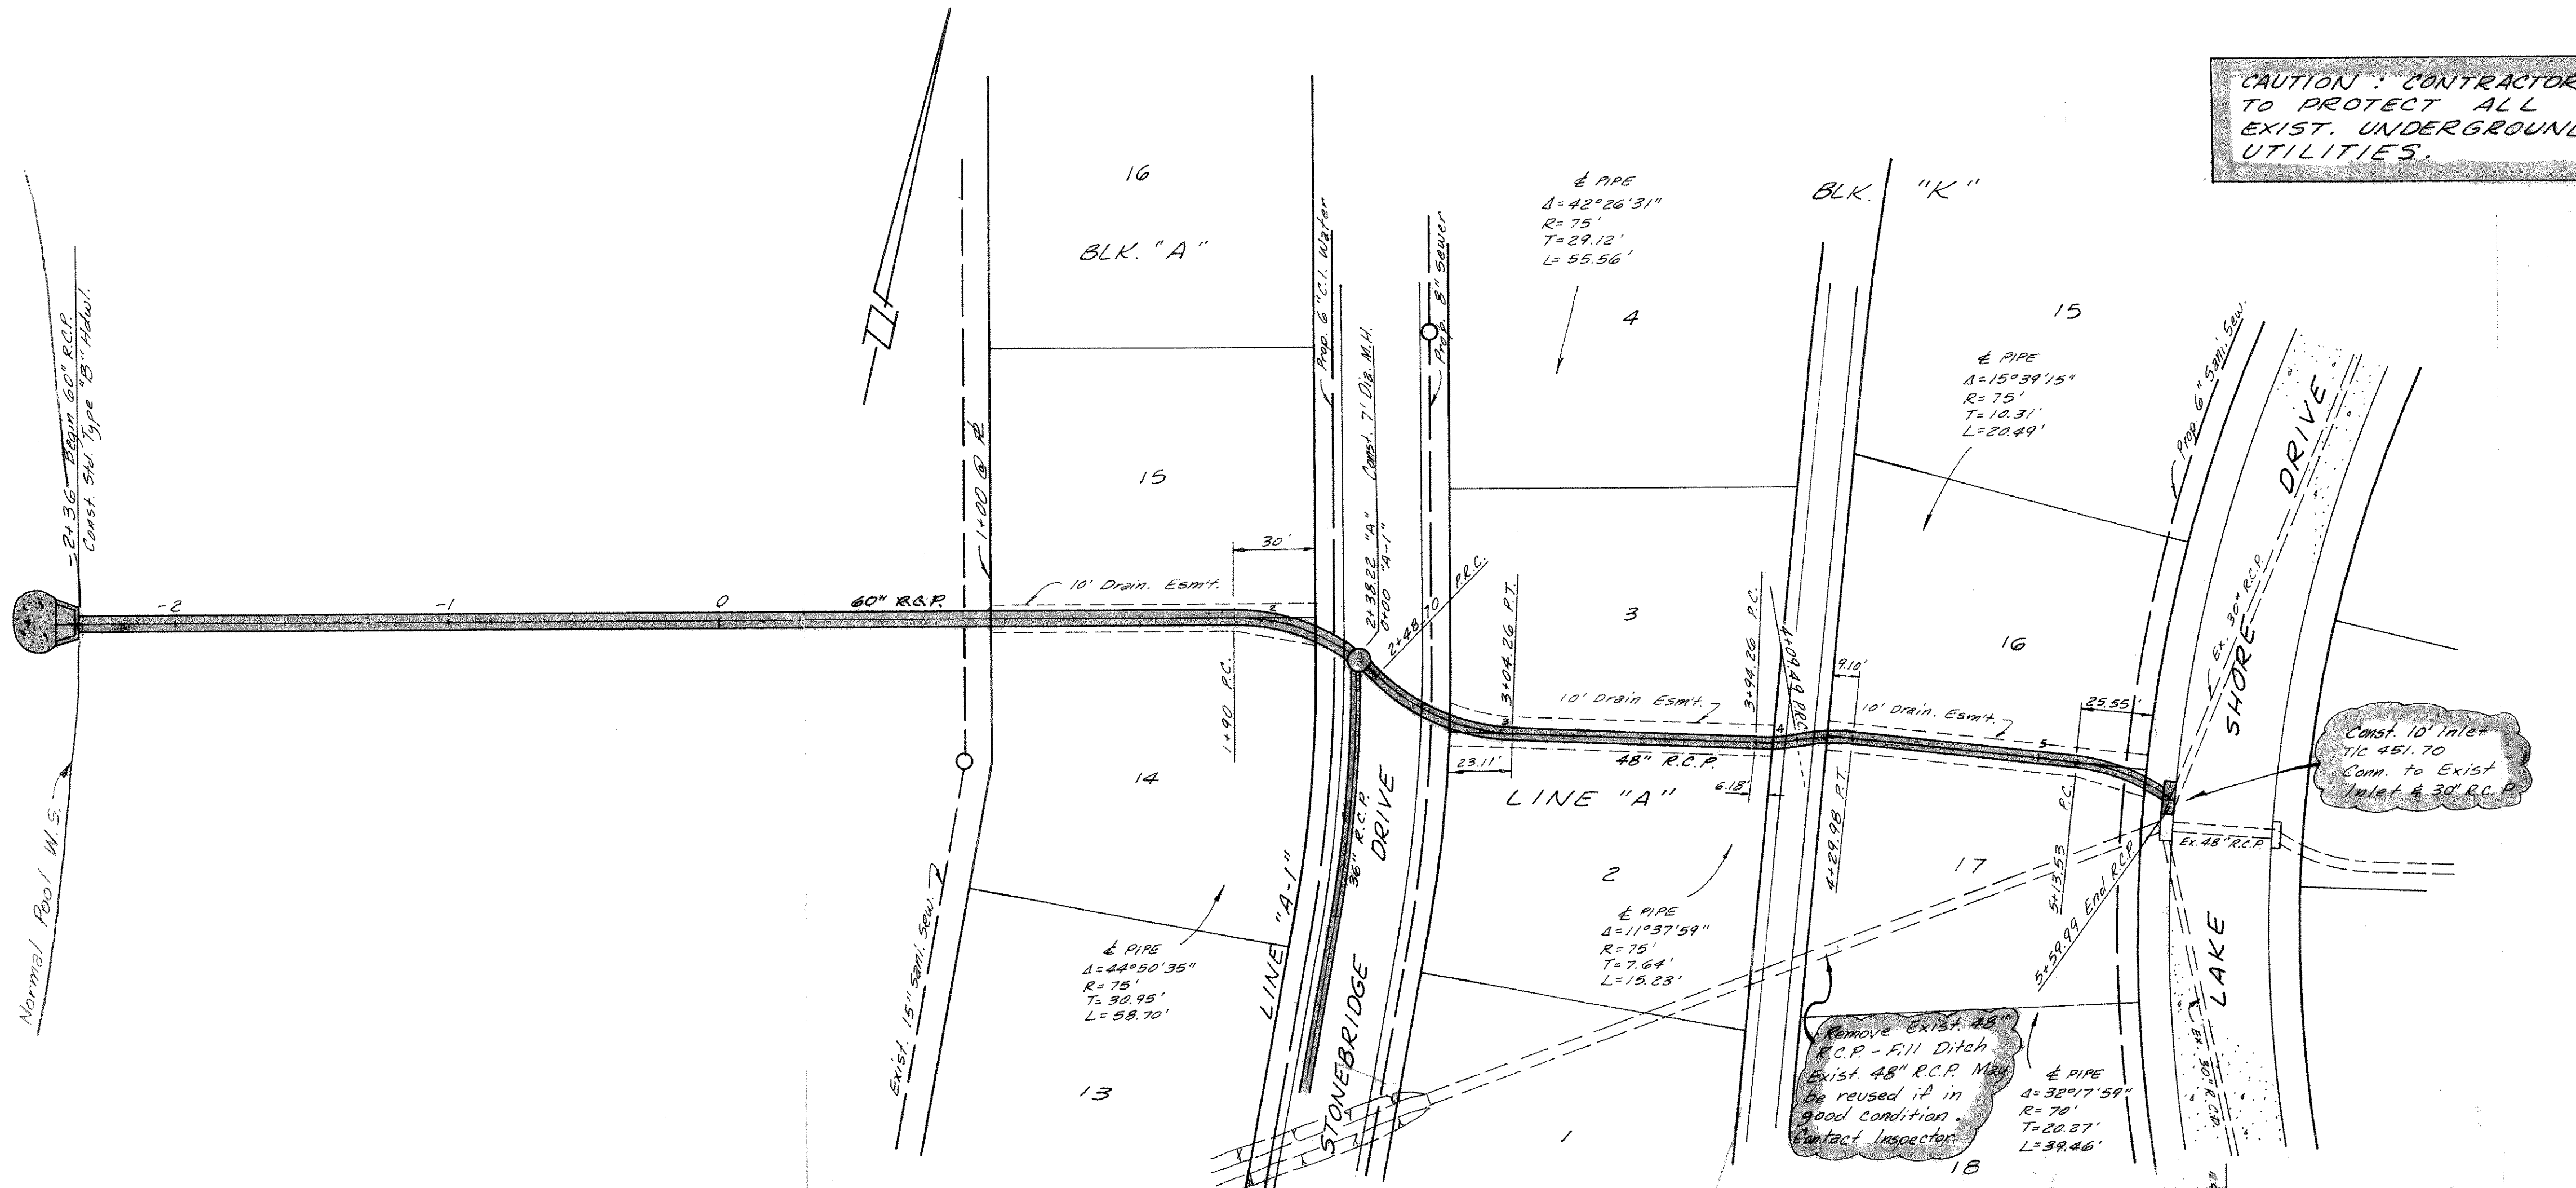 CAUTION : CONTRACTOR
TO PROTECT ALL
EXIST. UNDERGROUND
UTILITIES.
-2+36 Begin 60" R.C.P.
Const. Std. Type "B" Hdwl.
Normal Pool W.S.
-2
-1
0
60" R.C.P.
1+00 @ ⅊
Exist. 15" Sani. Sew.
16
BLK. "A"
15
30'
10' Drain. Esm't.
2
1+90 P.C.
14
℄ PIPE
Δ=44°50'35"
R=75'
T=30.95'
L=58.70'
13
Prop. 6" C.I. Water
2+38.22 "A" Const. 7' Dia. M.H.
0+00 "A-1"
Prop. 8" Sewer
2+48.70 P.R.C.
LINE "A-1"
36" R.C.P.
STONEBRIDGE DRIVE
℄ PIPE
Δ=42°26'31"
R=75'
T=29.12'
L=55.56'
4
3
3+04.26 P.T.
3
23.11'
10' Drain. Esm't.
48" R.C.P.
LINE "A"
3+94.26 P.C.
6.18'
4
4+09.49 P.R.C.
2
℄ PIPE
Δ=11°37'59"
R=75'
T=7.64'
L=15.23'
1
BLK. "K"
15
℄ PIPE
Δ=15°39'15"
R=75'
T=10.31'
L=20.49'
16
9.10'
10' Drain. Esm't.
4+29.98 P.T.
5
25.55'
5+13.53 P.C.
17
5+59.99 End R.C.P.
Remove Exist. 48"
R.C.P. - Fill Ditch
Exist. 48" R.C.P. May
be reused if in
good condition.
Contact Inspector
℄ PIPE
Δ=32°17'59"
R=70'
T=20.27'
L=39.46'
18
Prop. 6" Sani. Sew.
Ex. 30" R.C.P.
LAKE SHORE DRIVE
Const. 10' Inlet
T/C 451.70
Conn. to Exist
Inlet & 30" R.C.P.
Ex. 48" R.C.P.
Ex. 30" R.C.P.